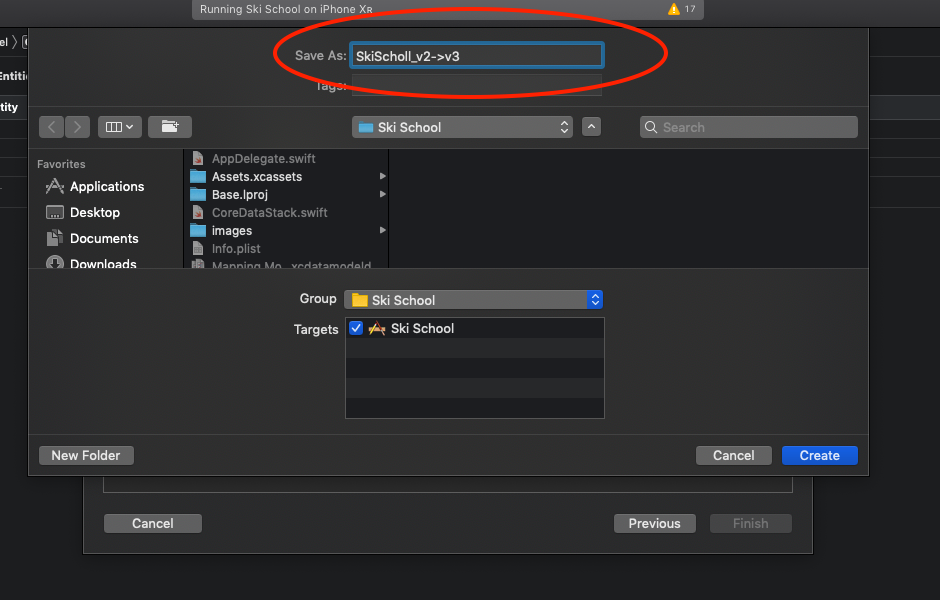 Running Ski School on iPhone XR
17
el
Entitie
tity
Save As: SkiScholl_v2->v3
Tags:
Ski School
Search
Favorites
Applications
Desktop
Documents
Downloads
AppDelegate.swift
Assets.xcassets
Base.lproj
CoreDataStack.swift
images
Info.plist
Mapping Mo...xcdatamodeld
Group Ski School
Targets Ski School
New Folder
Cancel
Create
Cancel
Previous
Finish